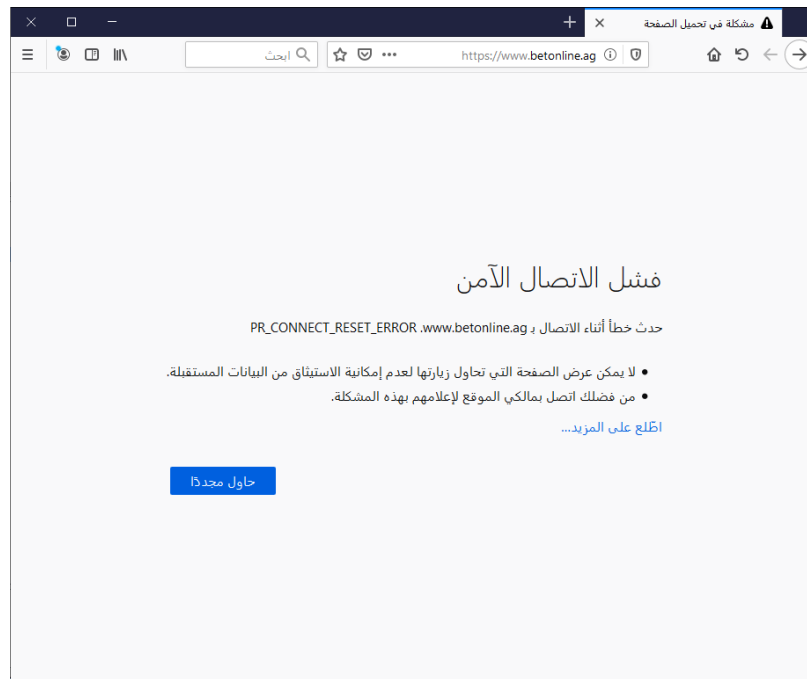 مشكلة في تحميل الصفحة
https://www.betonline.ag
ابحث
فشل الاتصال الآمن
حدث خطأ أثناء الاتصال بـ www.betonline.ag. PR_CONNECT_RESET_ERROR
لا يمكن عرض الصفحة التي تحاول زيارتها لعدم إمكانية الاستيثاق من البيانات المستقبلة.
من فضلك اتصل بمالكي الموقع لإعلامهم بهذه المشكلة.
اطّلع على المزيد...
حاول مجددًا